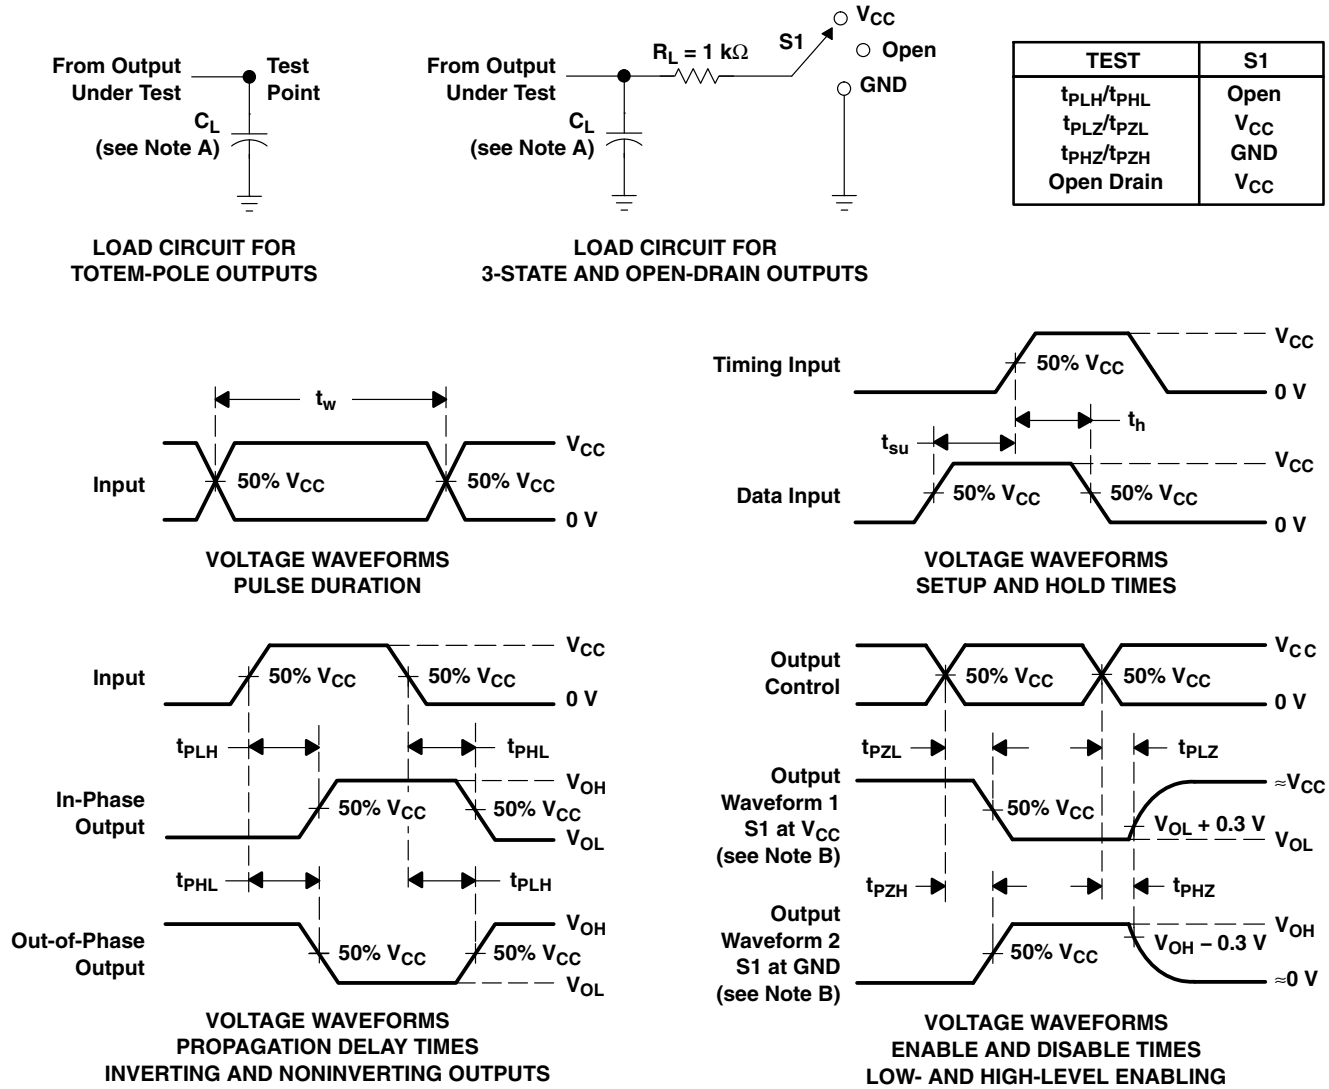 From Output
Under Test
Test
Point
CL
(see Note A)
LOAD CIRCUIT FOR
TOTEM-POLE OUTPUTS
From Output
Under Test
RL = 1 kΩ
S1
VCC
Open
GND
CL
(see Note A)
LOAD CIRCUIT FOR
3-STATE AND OPEN-DRAIN OUTPUTS
TEST S1
tPLH/tPHL Open
tPLZ/tPZL VCC
tPHZ/tPZH GND
Open Drain VCC
tw
Input
50% VCC
50% VCC
VCC
0 V
VOLTAGE WAVEFORMS
PULSE DURATION
Timing Input
50% VCC
VCC
0 V
tsu
th
Data Input
50% VCC
50% VCC
VCC
0 V
VOLTAGE WAVEFORMS
SETUP AND HOLD TIMES
Input
50% VCC
50% VCC
VCC
0 V
tPLH
tPHL
In-Phase
Output
50% VCC
50% VCC
VOH
VOL
tPHL
tPLH
Out-of-Phase
Output
50% VCC
50% VCC
VOH
VOL
VOLTAGE WAVEFORMS
PROPAGATION DELAY TIMES
INVERTING AND NONINVERTING OUTPUTS
Output
Control
50% VCC
50% VCC
VCC
0 V
tPZL
tPLZ
Output
Waveform 1
S1 at VCC
(see Note B)
50% VCC
≈VCC
VOL + 0.3 V
VOL
tPZH
tPHZ
Output
Waveform 2
S1 at GND
(see Note B)
50% VCC
VOH
VOH − 0.3 V
≈0 V
VOLTAGE WAVEFORMS
ENABLE AND DISABLE TIMES
LOW- AND HIGH-LEVEL ENABLING